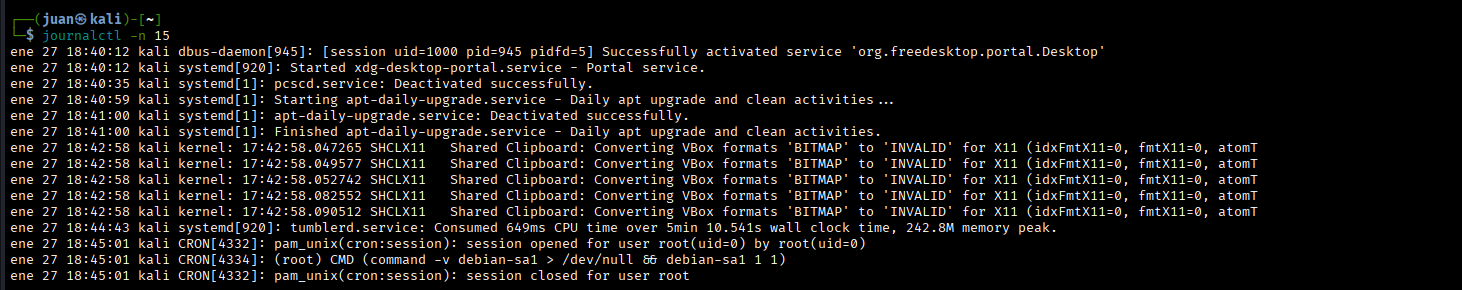 ┌──(juan㉿kali)-[~]
└─$ journalctl -n 15
ene 27 18:40:12 kali dbus-daemon[945]: [session uid=1000 pid=945 pidfd=5] Successfully activated service 'org.freedesktop.portal.Desktop'
ene 27 18:40:12 kali systemd[920]: Started xdg-desktop-portal.service - Portal service.
ene 27 18:40:35 kali systemd[1]: pcscd.service: Deactivated successfully.
ene 27 18:40:59 kali systemd[1]: Starting apt-daily-upgrade.service - Daily apt upgrade and clean activities...
ene 27 18:41:00 kali systemd[1]: apt-daily-upgrade.service: Deactivated successfully.
ene 27 18:41:00 kali systemd[1]: Finished apt-daily-upgrade.service - Daily apt upgrade and clean activities.
ene 27 18:42:58 kali kernel: 17:42:58.047265 SHCLX11   Shared Clipboard: Converting VBox formats 'BITMAP' to 'INVALID' for X11 (idxFmtX11=0, fmtX11=0, atomT
ene 27 18:42:58 kali kernel: 17:42:58.049577 SHCLX11   Shared Clipboard: Converting VBox formats 'BITMAP' to 'INVALID' for X11 (idxFmtX11=0, fmtX11=0, atomT
ene 27 18:42:58 kali kernel: 17:42:58.052742 SHCLX11   Shared Clipboard: Converting VBox formats 'BITMAP' to 'INVALID' for X11 (idxFmtX11=0, fmtX11=0, atomT
ene 27 18:42:58 kali kernel: 17:42:58.082552 SHCLX11   Shared Clipboard: Converting VBox formats 'BITMAP' to 'INVALID' for X11 (idxFmtX11=0, fmtX11=0, atomT
ene 27 18:42:58 kali kernel: 17:42:58.090512 SHCLX11   Shared Clipboard: Converting VBox formats 'BITMAP' to 'INVALID' for X11 (idxFmtX11=0, fmtX11=0, atomT
ene 27 18:44:43 kali systemd[920]: tumblerd.service: Consumed 649ms CPU time over 5min 10.541s wall clock time, 242.8M memory peak.
ene 27 18:45:01 kali CRON[4332]: pam_unix(cron:session): session opened for user root(uid=0) by root(uid=0)
ene 27 18:45:01 kali CRON[4334]: (root) CMD (command -v debian-sa1 > /dev/null && debian-sa1 1 1)
ene 27 18:45:01 kali CRON[4332]: pam_unix(cron:session): session closed for user root